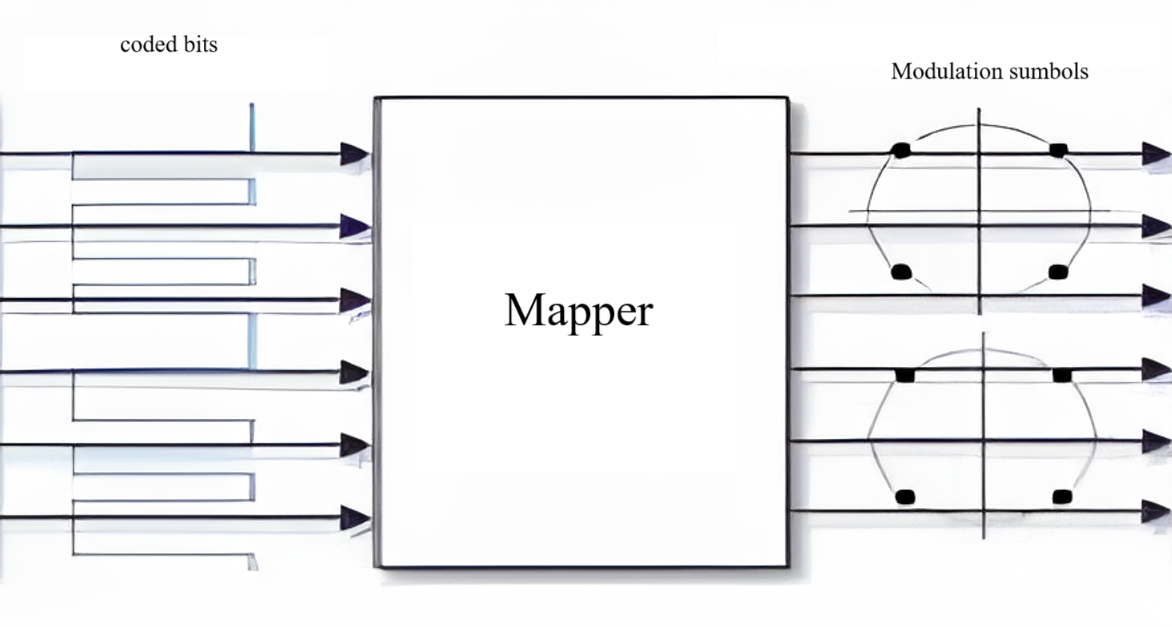 coded bits
Modulation sumbols
Mapper